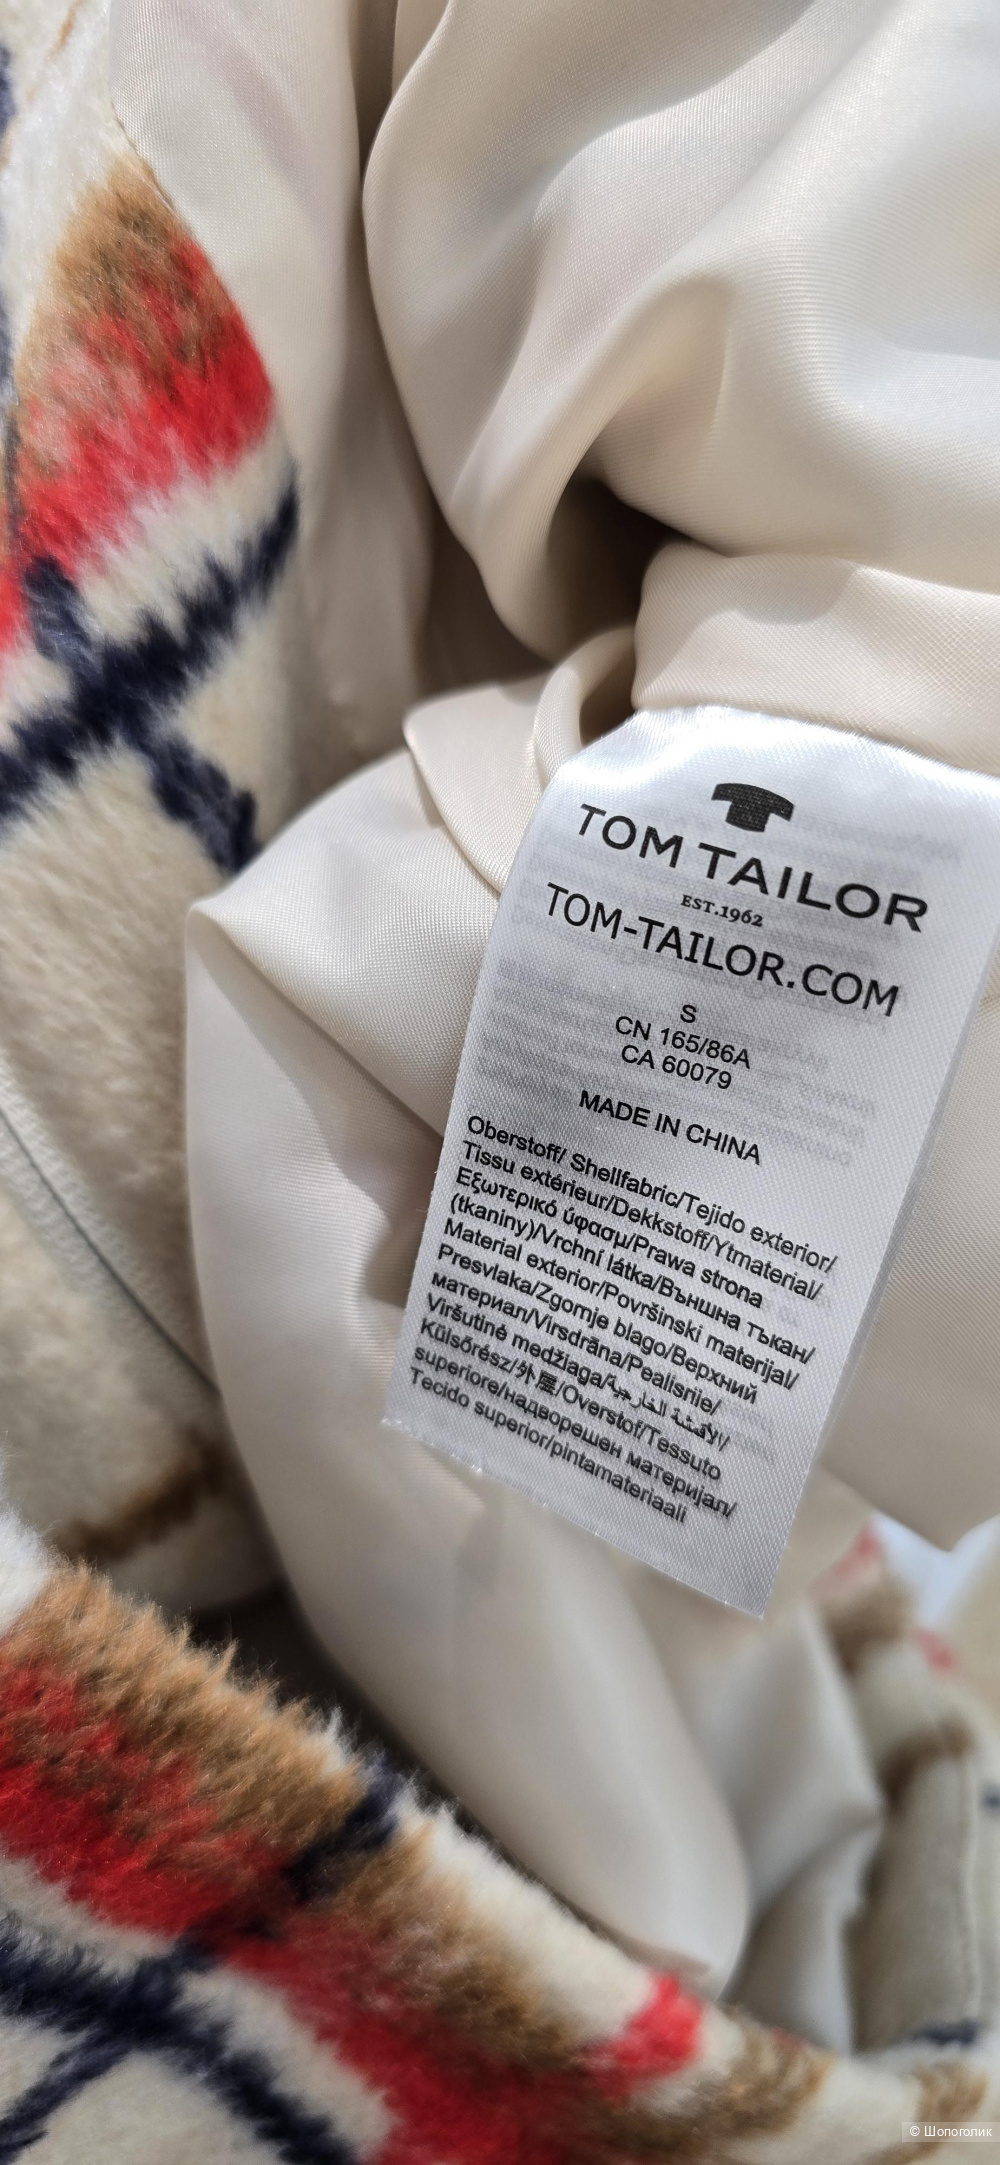 TOM TAILOR
EST.1962
TOM-TAILOR.COM
S
CN 165/86A
CA 60079
MADE IN CHINA
Oberstoff/ Shellfabric/Tejido exterior/
Tissu extérieur/Dekkstoff/Ytmaterial/
Εξωτερικό ύφασμ/Prawa strona
(tkaniny)/Vrchní látka/Външна тъкан/
Material exterior/Površinski materijal/
Presvlaka/Zgornje blago/Верхний
материал/Virsdrāna/Pealisriie/
Viršutinė medžiaga/الأقمشة الخارجية/
Külsőrész/外层/Overstof/Tessuto
superiore/надворешен материјал/
Tecido superior/pintamateriaali
© Шопоголик